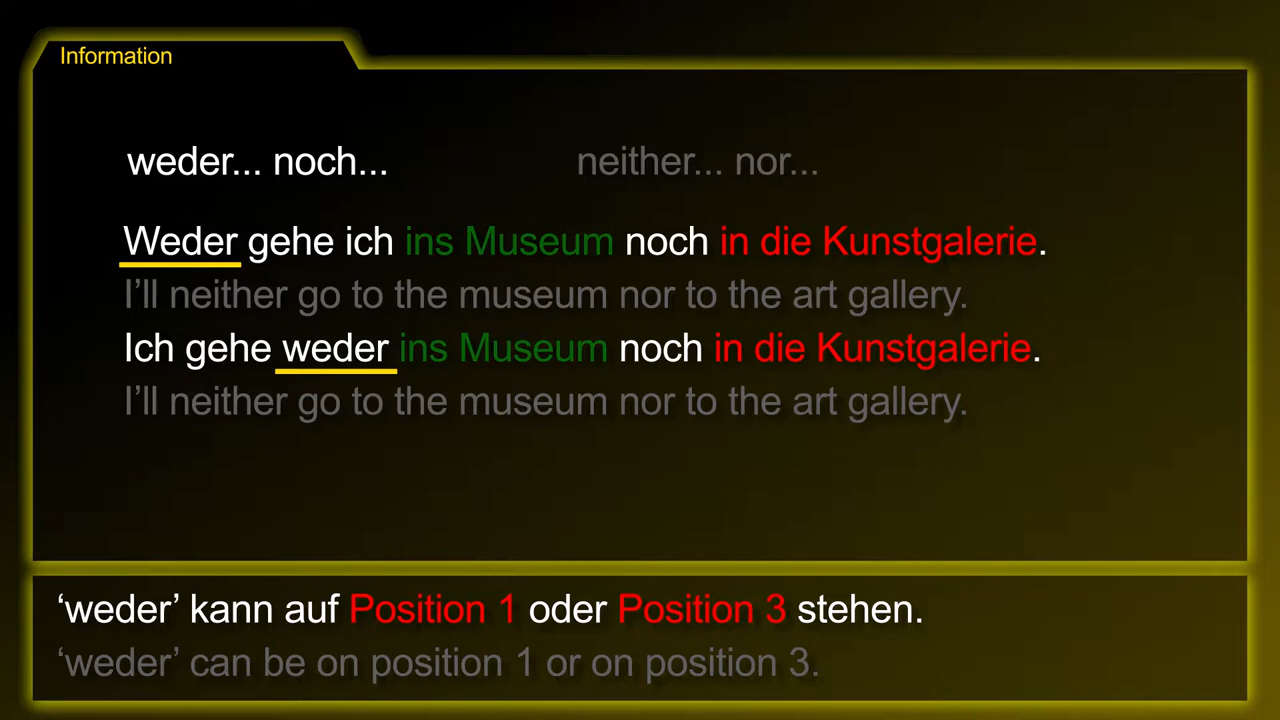 Information
weder... noch... neither... nor...
Weder gehe ich ins Museum noch in die Kunstgalerie.
I'll neither go to the museum nor to the art gallery.
Ich gehe weder ins Museum noch in die Kunstgalerie.
I'll neither go to the museum nor to the art gallery.
‘weder’ kann auf Position 1 oder Position 3 stehen.
‘weder’ can be on position 1 or on position 3.